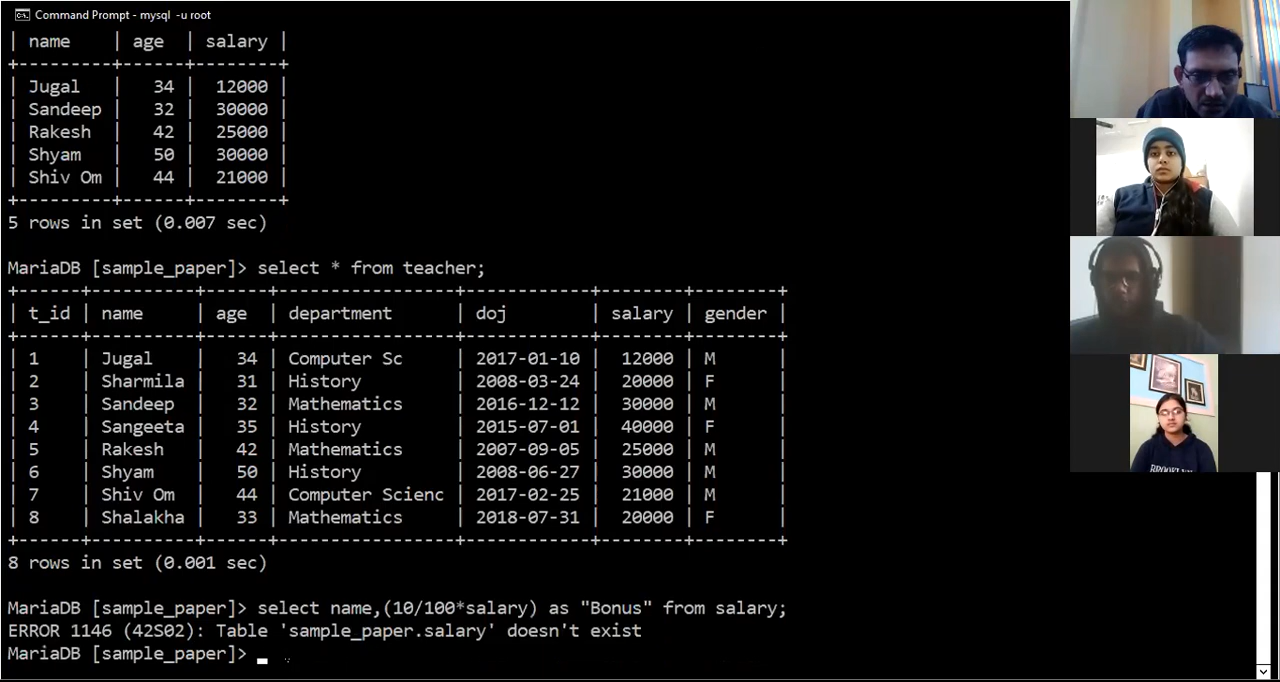 Command Prompt - mysql -u root
| name | age | salary |
+---------+------+--------+
| Jugal | 34 | 12000 |
| Sandeep | 32 | 30000 |
| Rakesh | 42 | 25000 |
| Shyam | 50 | 30000 |
| Shiv Om | 44 | 21000 |
+---------+------+--------+
5 rows in set (0.007 sec)
MariaDB [sample_paper]> select * from teacher;
+------+----------+------+-----------------+------------+--------+--------+
| t_id | name | age | department | doj | salary | gender |
+------+----------+------+-----------------+------------+--------+--------+
| 1 | Jugal | 34 | Computer Sc | 2017-01-10 | 12000 | M |
| 2 | Sharmila | 31 | History | 2008-03-24 | 20000 | F |
| 3 | Sandeep | 32 | Mathematics | 2016-12-12 | 30000 | M |
| 4 | Sangeeta | 35 | History | 2015-07-01 | 40000 | F |
| 5 | Rakesh | 42 | Mathematics | 2007-09-05 | 25000 | M |
| 6 | Shyam | 50 | History | 2008-06-27 | 30000 | M |
| 7 | Shiv Om | 44 | Computer Scienc | 2017-02-25 | 21000 | M |
| 8 | Shalakha | 33 | Mathematics | 2018-07-31 | 20000 | F |
+------+----------+------+-----------------+------------+--------+--------+
8 rows in set (0.001 sec)
MariaDB [sample_paper]> select name,(10/100*salary) as "Bonus" from salary;
ERROR 1146 (42S02): Table 'sample_paper.salary' doesn't exist
MariaDB [sample_paper]>